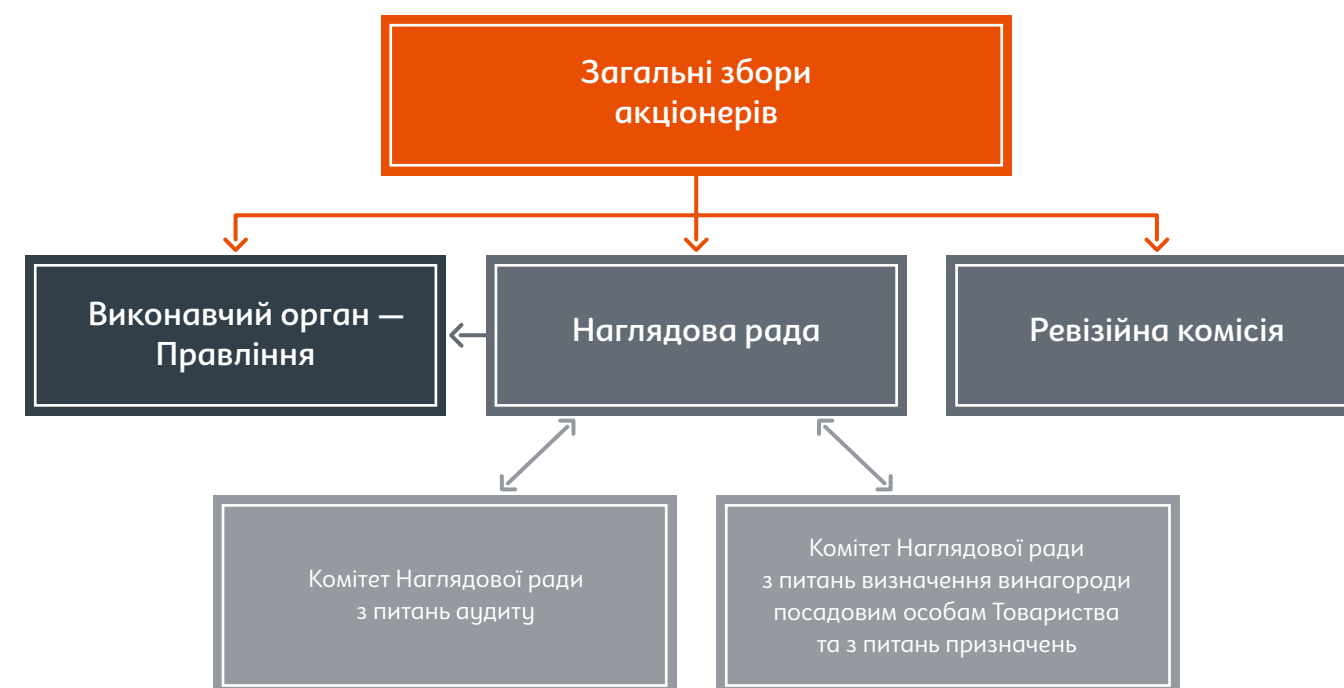 Загальні збори
акціонерів
Виконавчий орган —
Правління
Наглядова рада
Ревізійна комісія
Комітет Наглядової ради
з питань аудиту
Комітет Наглядової ради
з питань визначення винагороди
посадовим особам Товариства
та з питань призначень